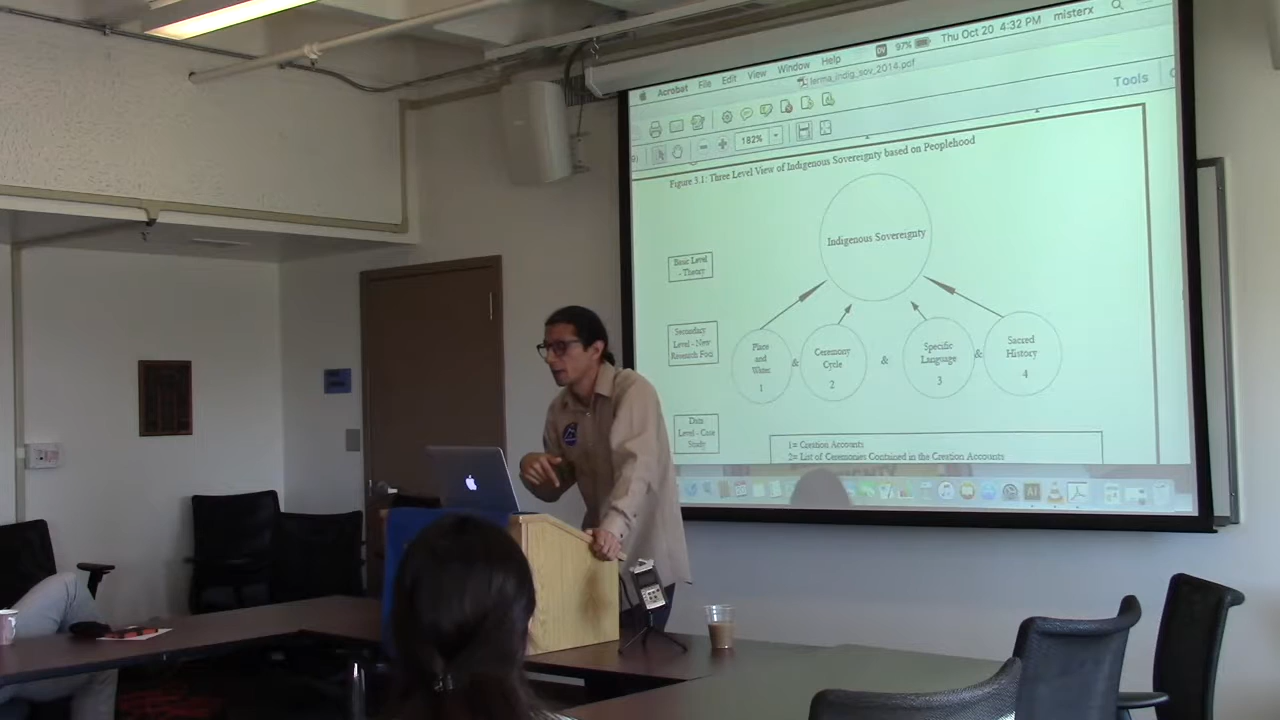 Acrobat File Edit View Window Help
97% Thu Oct 20 4:32 PM misterx
lerma_indig_sov_2014.pdf
Tools
182%
Figure 3.1: Three Level View of Indigenous Sovereignty based on Peoplehood
Indigenous Sovereignty
Basic Level
- Theory
Secondary
Level - New
Research Foci
Place
and
Water
1
&
Ceremony
Cycle
2
&
Specific
Language
3
&
Sacred
History
4
Data
Level - Case
Study
1= Creation Accounts
2= List of Ceremonies Contained in the Creation Accounts